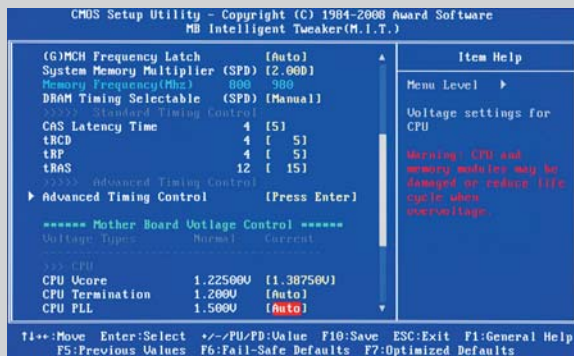 CMOS Setup Utility - Copyright (C) 1984-2008 Award Software
MB Intelligent Tweaker(M.I.T.)
(G)MCH Frequency Latch [Auto]
System Memory Multiplier (SPD) [2.00D]
Memory Frequency(Mhz) 800 980
DRAM Timing Selectable (SPD) [Manual]
>>>>> Standard Timing Control
CAS Latency Time 4 [5]
tRCD 4 [ 5]
tRP 4 [ 5]
tRAS 12 [ 15]
>>>>> Advanced Timing Control
Advanced Timing Control [Press Enter]
====== Mother Board Votlage Control ======
Voltage Types Normal Current
>>> CPU
CPU Vcore 1.22500V [1.38750V]
CPU Termination 1.200V [Auto]
CPU PLL 1.500V [Auto]
Item Help
Menu Level
Voltage settings for
CPU
Warning: CPU and
memory modules may be
damaged or reduce life
cycle when
overvoltage.
↑↓→←:Move Enter:Select +/-/PU/PD:Value F10:Save ESC:Exit F1:General Help
F5:Previous Values F6:Fail-Safe Defaults F7:Optimized Defaults